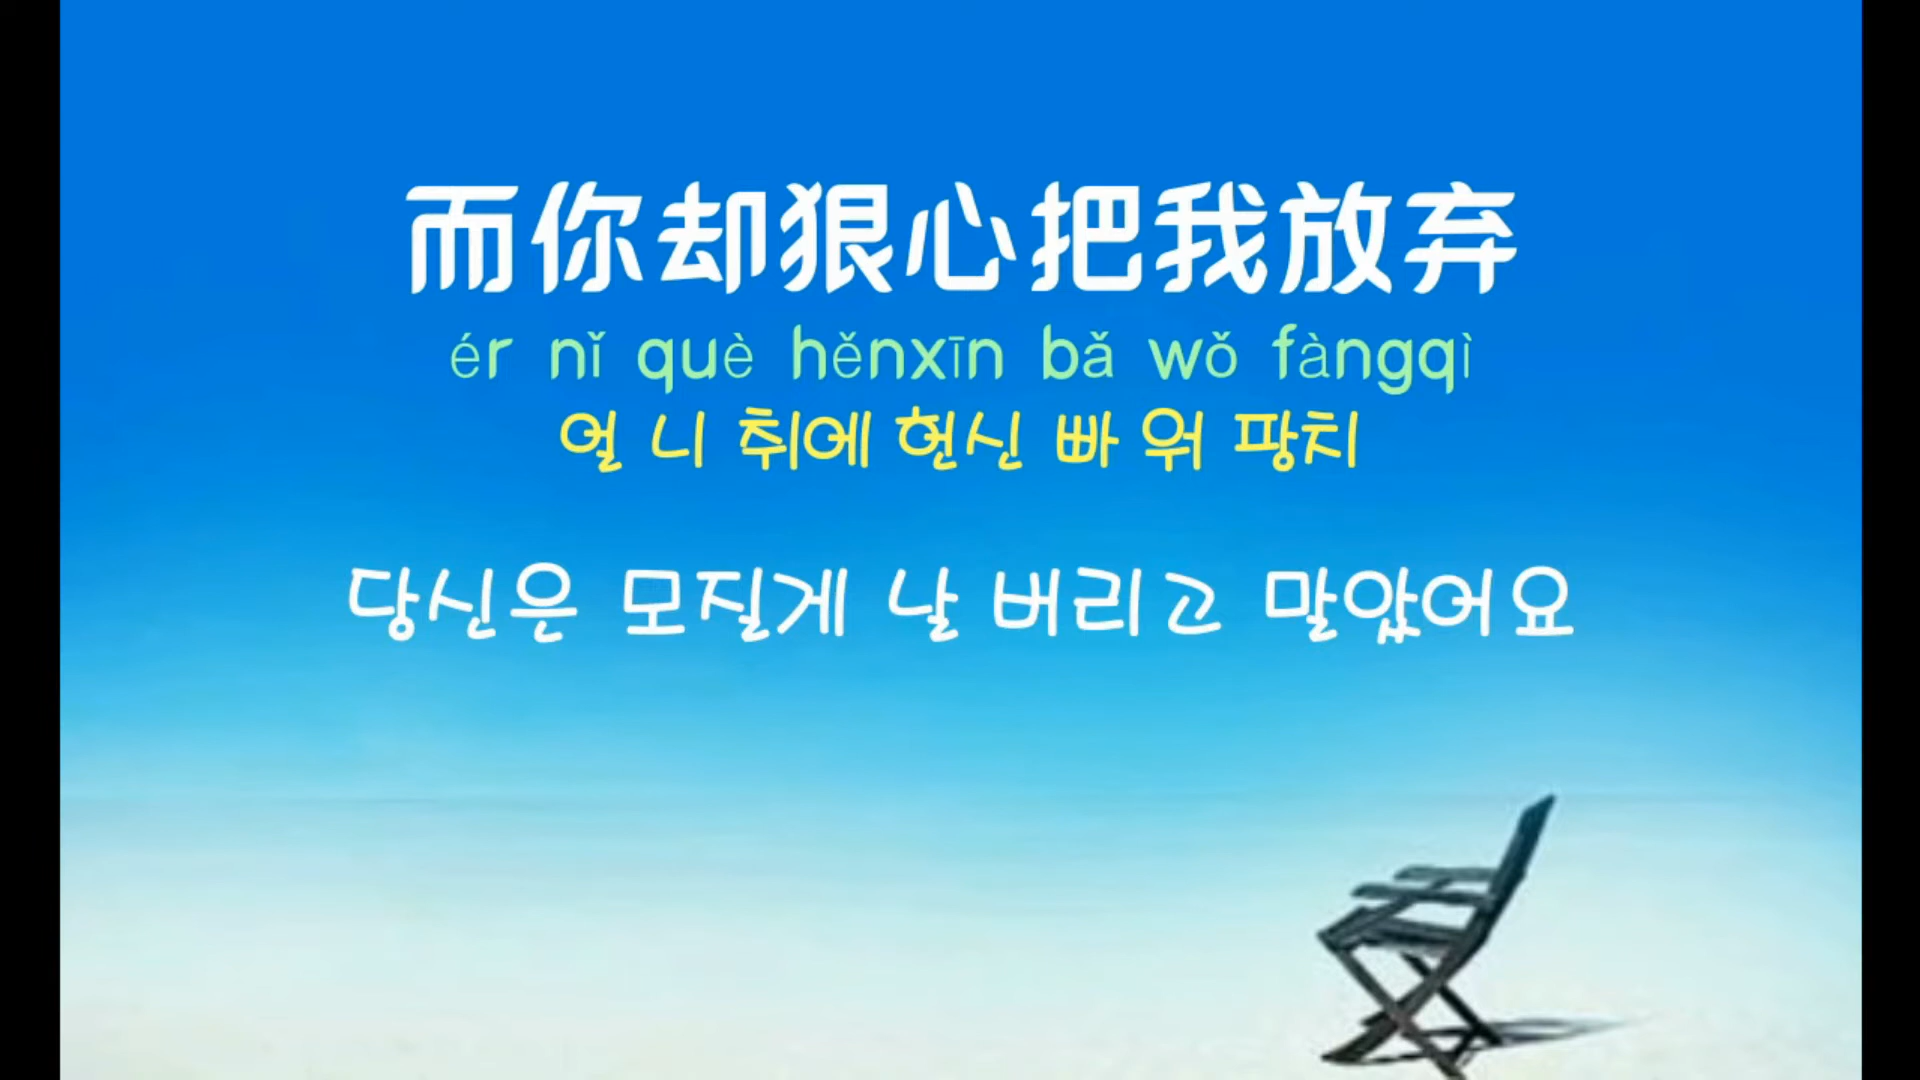 而你却狠心把我放弃
ér nǐ què hěnxīn bǎ wǒ fàngqì
얼 니 취에 헌신 빠 워 팡치
당신은 모질게 날 버리고 말았어요